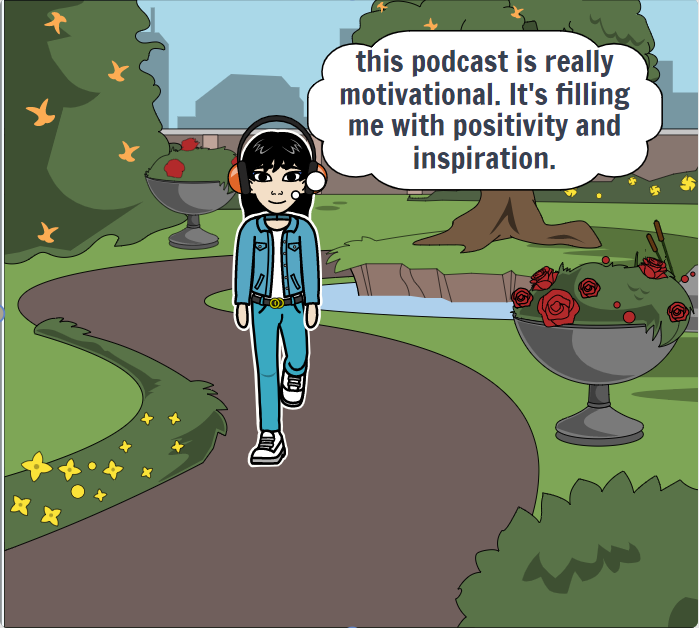 this podcast is really
motivational. It's filling
me with positivity and
inspiration.